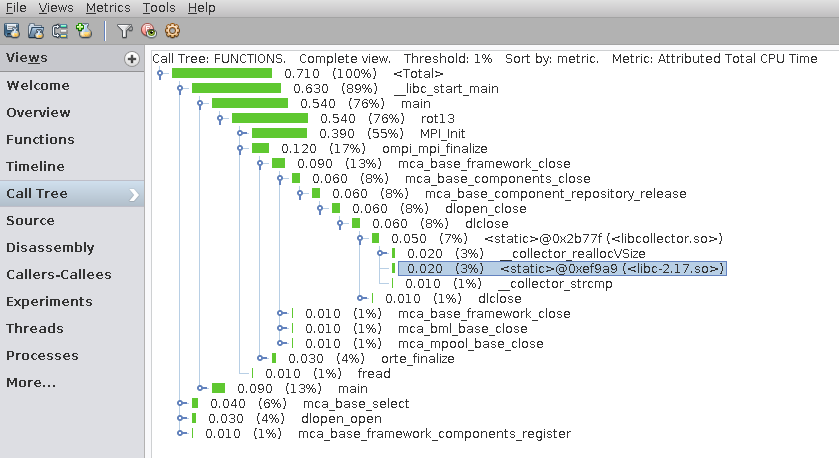 File Views Metrics Tools Help
Views
Welcome
Overview
Functions
Timeline
Call Tree
Source
Disassembly
Callers-Callees
Experiments
Threads
Processes
More...
Call Tree: FUNCTIONS. Complete view. Threshold: 1% Sort by: metric. Metric: Attributed Total CPU Time
0.710 (100%) <Total>
0.630 (89%) __libc_start_main
0.540 (76%) main
0.540 (76%) rot13
0.390 (55%) MPI_Init
0.120 (17%) ompi_mpi_finalize
0.090 (13%) mca_base_framework_close
0.060 (8%) mca_base_components_close
0.060 (8%) mca_base_component_repository_release
0.060 (8%) dlopen_close
0.060 (8%) dlclose
0.050 (7%) <static>@0x2b77f (<libcollector.so>)
0.020 (3%) __collector_reallocVSize
0.020 (3%) <static>@0xef9a9 (<libc-2.17.so>)
0.010 (1%) __collector_strcmp
0.010 (1%) dlclose
0.010 (1%) mca_base_framework_close
0.010 (1%) mca_bml_base_close
0.010 (1%) mca_mpool_base_close
0.030 (4%) orte_finalize
0.010 (1%) fread
0.090 (13%) main
0.040 (6%) mca_base_select
0.030 (4%) dlopen_open
0.010 (1%) mca_base_framework_components_register